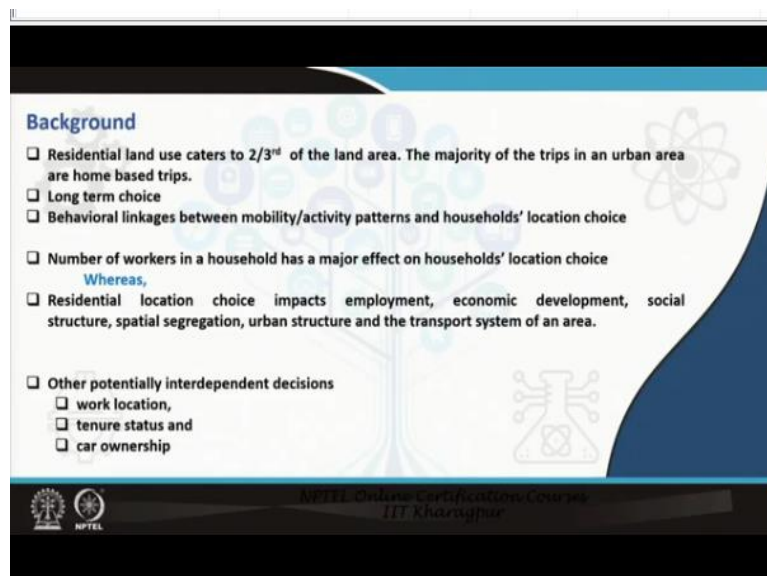 Background
❑ Residential land use caters to 2/3rd of the land area. The majority of the trips in an urban area
are home based trips.
❑ Long term choice
❑ Behavioral linkages between mobility/activity patterns and households' location choice
❑ Number of workers in a household has a major effect on households' location choice
Whereas,
❑ Residential location choice impacts employment, economic development, social
structure, spatial segregation, urban structure and the transport system of an area.
❑ Other potentially interdependent decisions
❑ work location,
❑ tenure status and
❑ car ownership
NPTEL Online Certification Courses
IIT Kharagpur
NPTEL